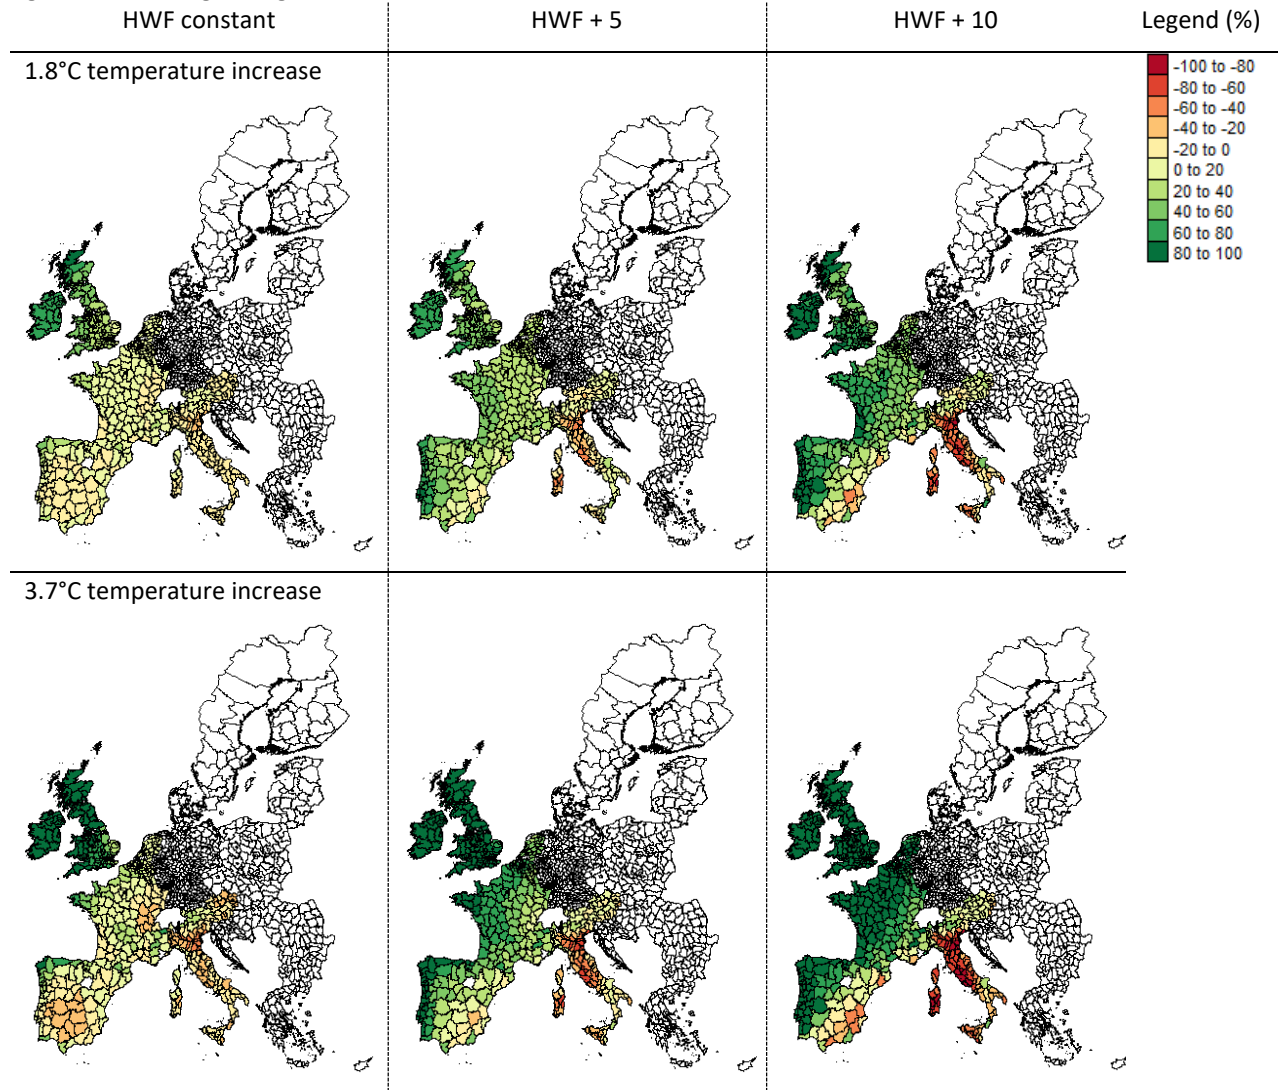 HWF constant
HWF + 5
HWF + 10
Legend (%)
1.8°C temperature increase
-100 to -80
-80 to -60
-60 to -40
-40 to -20
-20 to 0
0 to 20
20 to 40
40 to 60
60 to 80
80 to 100
3.7°C temperature increase